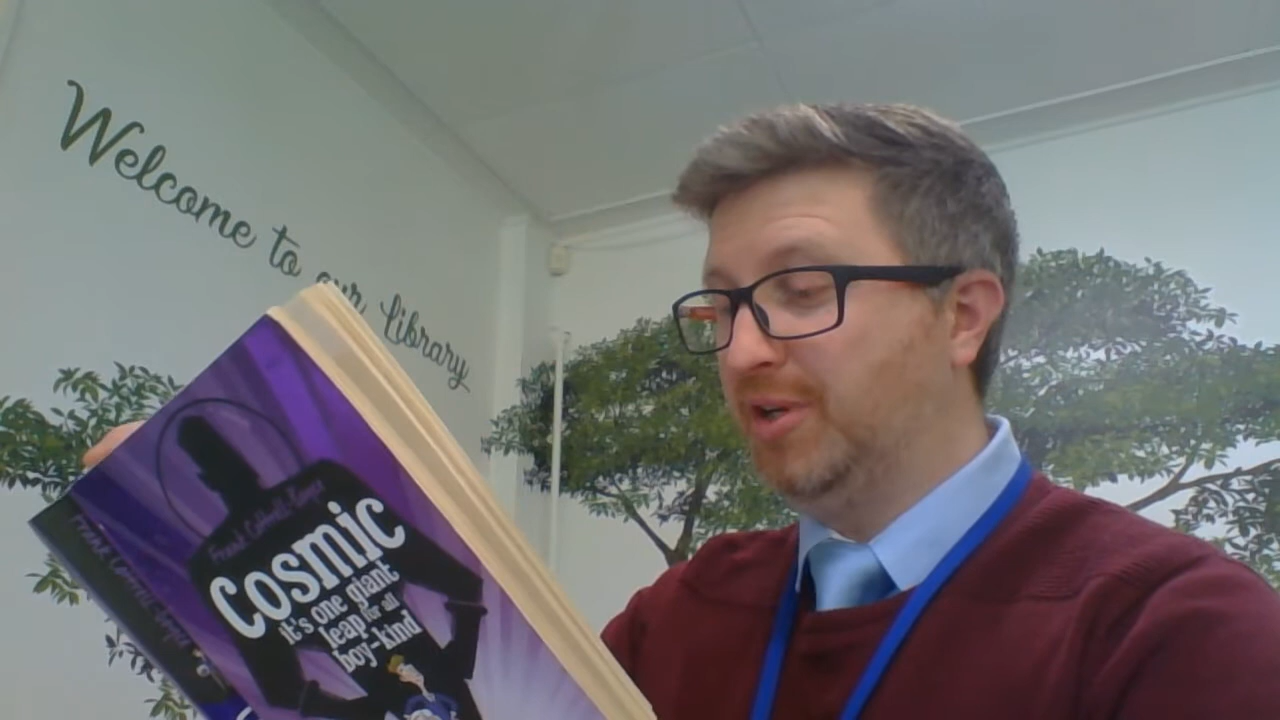 Welcome to our library
Frank Cottrell Boyce
Cosmic
it's one giant
leap for all
boy-kind
Frank Cottrell Boyce